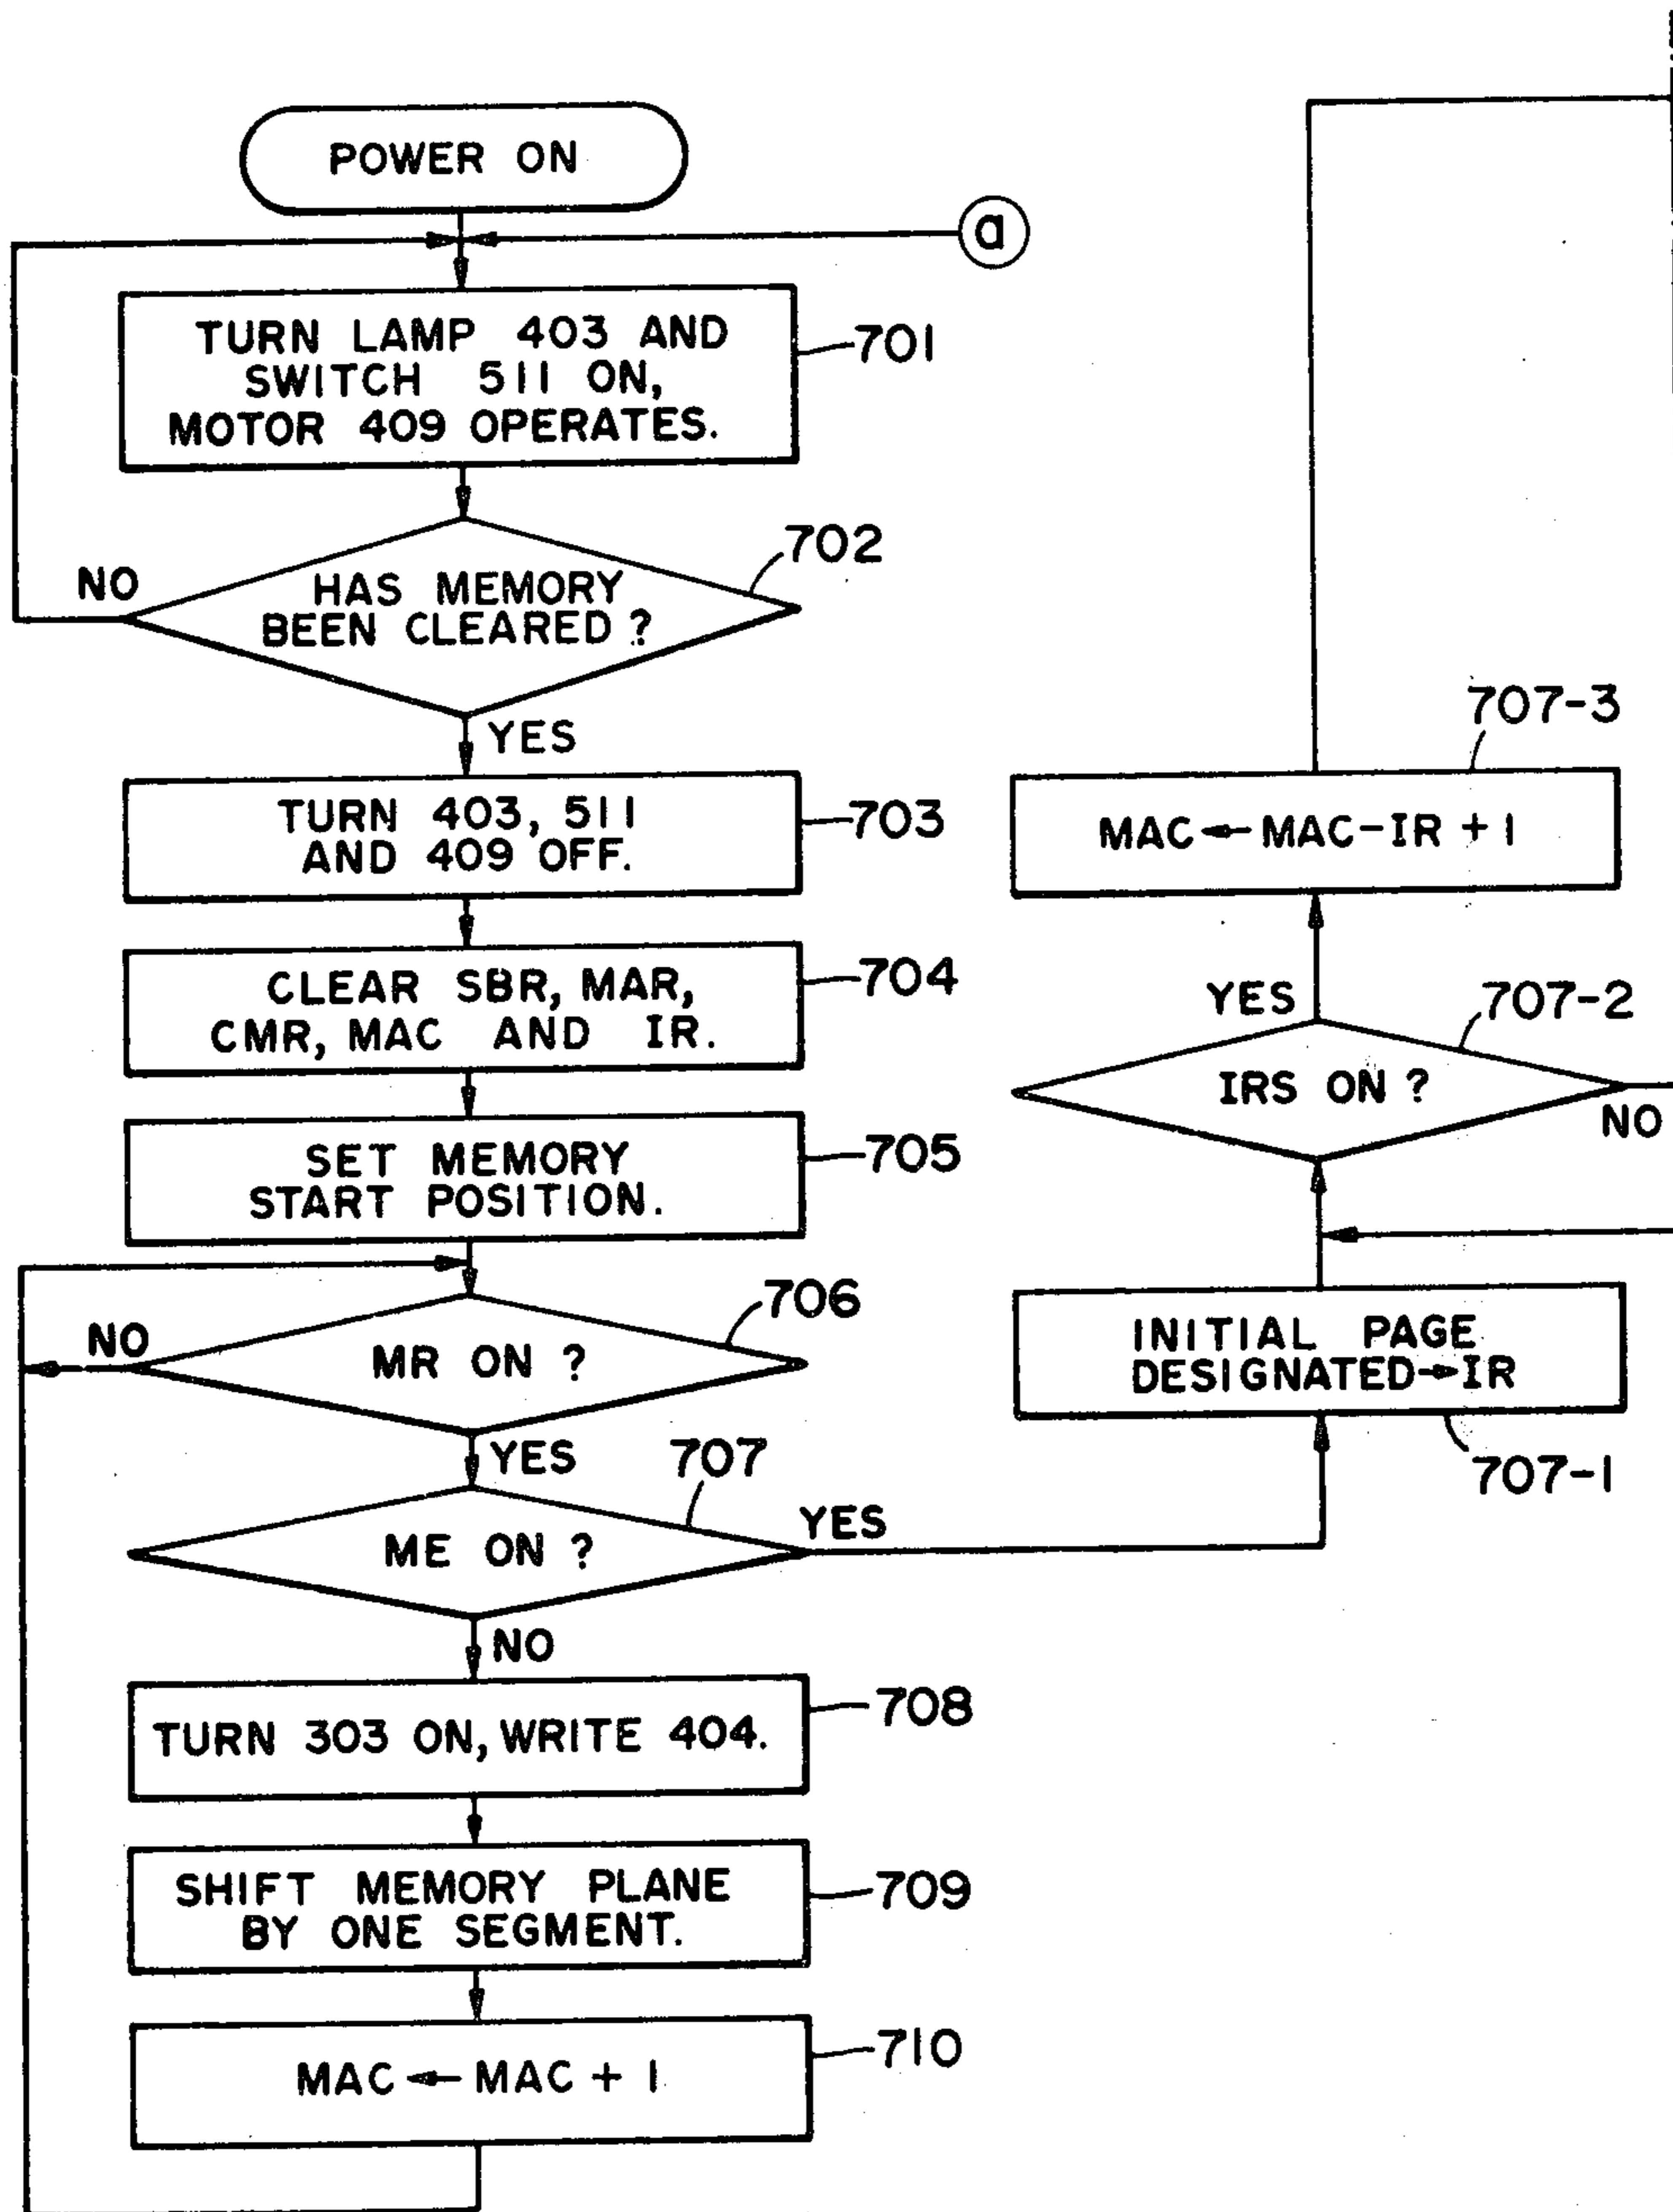 POWER ON
a
TURN LAMP 403 AND
SWITCH 511 ON,
MOTOR 409 OPERATES.
701
702
NO
HAS MEMORY
BEEN CLEARED ?
YES
TURN 403, 511
AND 409 OFF.
703
CLEAR SBR, MAR,
CMR, MAC AND IR.
704
SET MEMORY
START POSITION.
705
706
NO
MR ON ?
YES
707
ME ON ?
YES
NO
TURN 303 ON, WRITE 404.
708
SHIFT MEMORY PLANE
BY ONE SEGMENT.
709
MAC ← MAC + 1
710
707-3
MAC ← MAC-IR + 1
YES
707-2
IRS ON ?
NO
INITIAL PAGE
DESIGNATED→IR
707-1